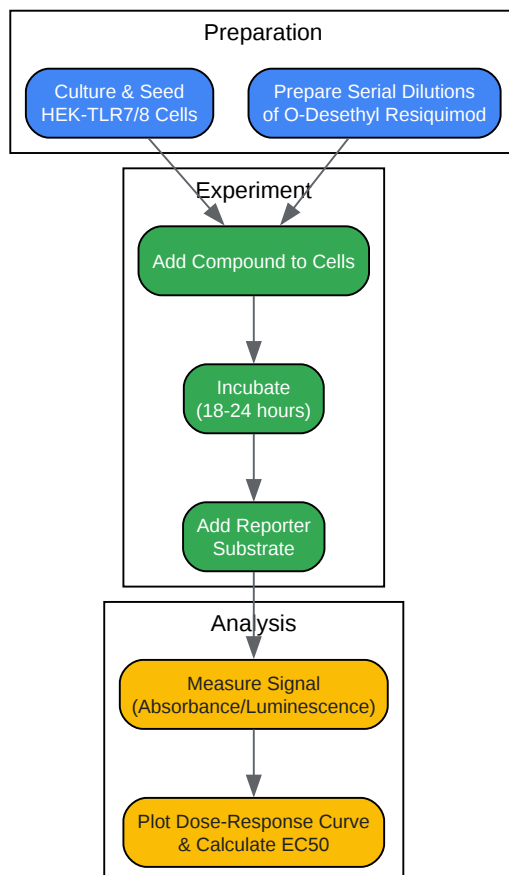 Preparation
Culture & Seed
HEK-TLR7/8 Cells
Prepare Serial Dilutions
of O-Desethyl Resiquimod
Experiment
Add Compound to Cells
Incubate
(18-24 hours)
Add Reporter
Substrate
Analysis
Measure Signal
(Absorbance/Luminescence)
Plot Dose-Response Curve
& Calculate EC50